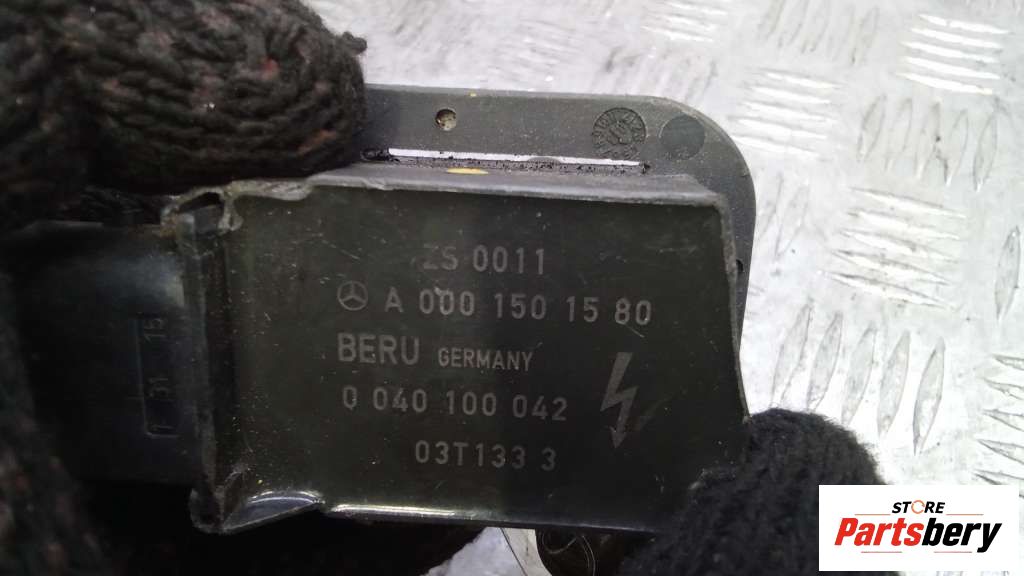 ZS 0011
A 000 150 15 80
BERU GERMANY
0 040 100 042
03T133 3
STORE
Partsbery